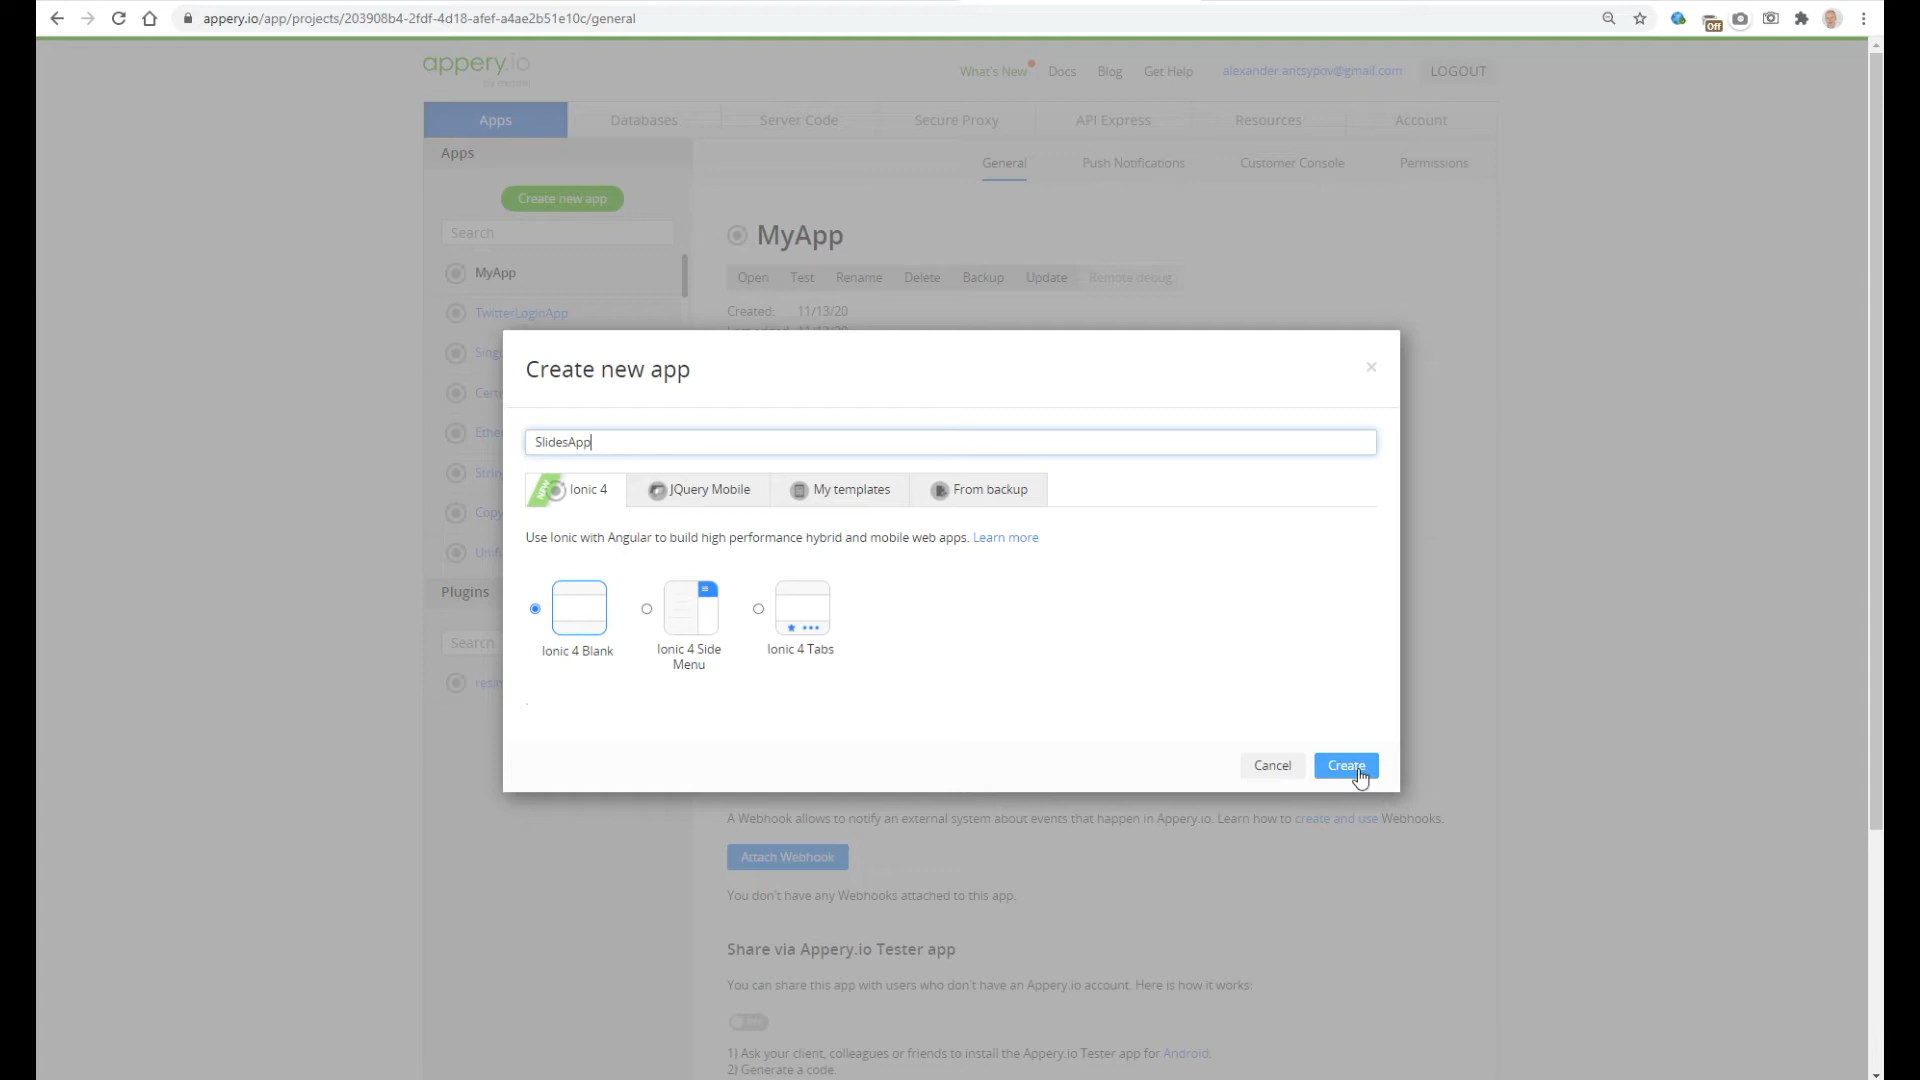 appery.io/app/projects/203908b4-2fdf-4d18-afef-a4ae2b51e10c/general
Off
appery.io
What's New Docs Blog Get Help alexander.antsypov@gmail.com LOGOUT
Apps Databases Server Code Secure Proxy API Express Resources Account
Apps
General Push Notifications Customer Console Permissions
Create new app
Search
MyApp
MyApp
Open Test Rename Delete Backup Update Remote debug
Created: 11/13/20
TwitterLoginApp
Create new app
SlidesApp
NEW Ionic 4 JQuery Mobile My templates From backup
Use Ionic with Angular to build high performance hybrid and mobile web apps. Learn more
Ionic 4 Blank
Ionic 4 Side
Menu
Ionic 4 Tabs
Cancel Create
Plugins
Search
A Webhook allows to notify an external system about events that happen in Appery.io. Learn how to create and use Webhooks.
Attach Webhook
You don't have any Webhooks attached to this app.
Share via Appery.io Tester app
You can share this app with users who don't have an Appery.io account. Here is how it works:
1) Ask your client, colleagues or friends to install the Appery.io Tester app for Android.
2) Generate a code.